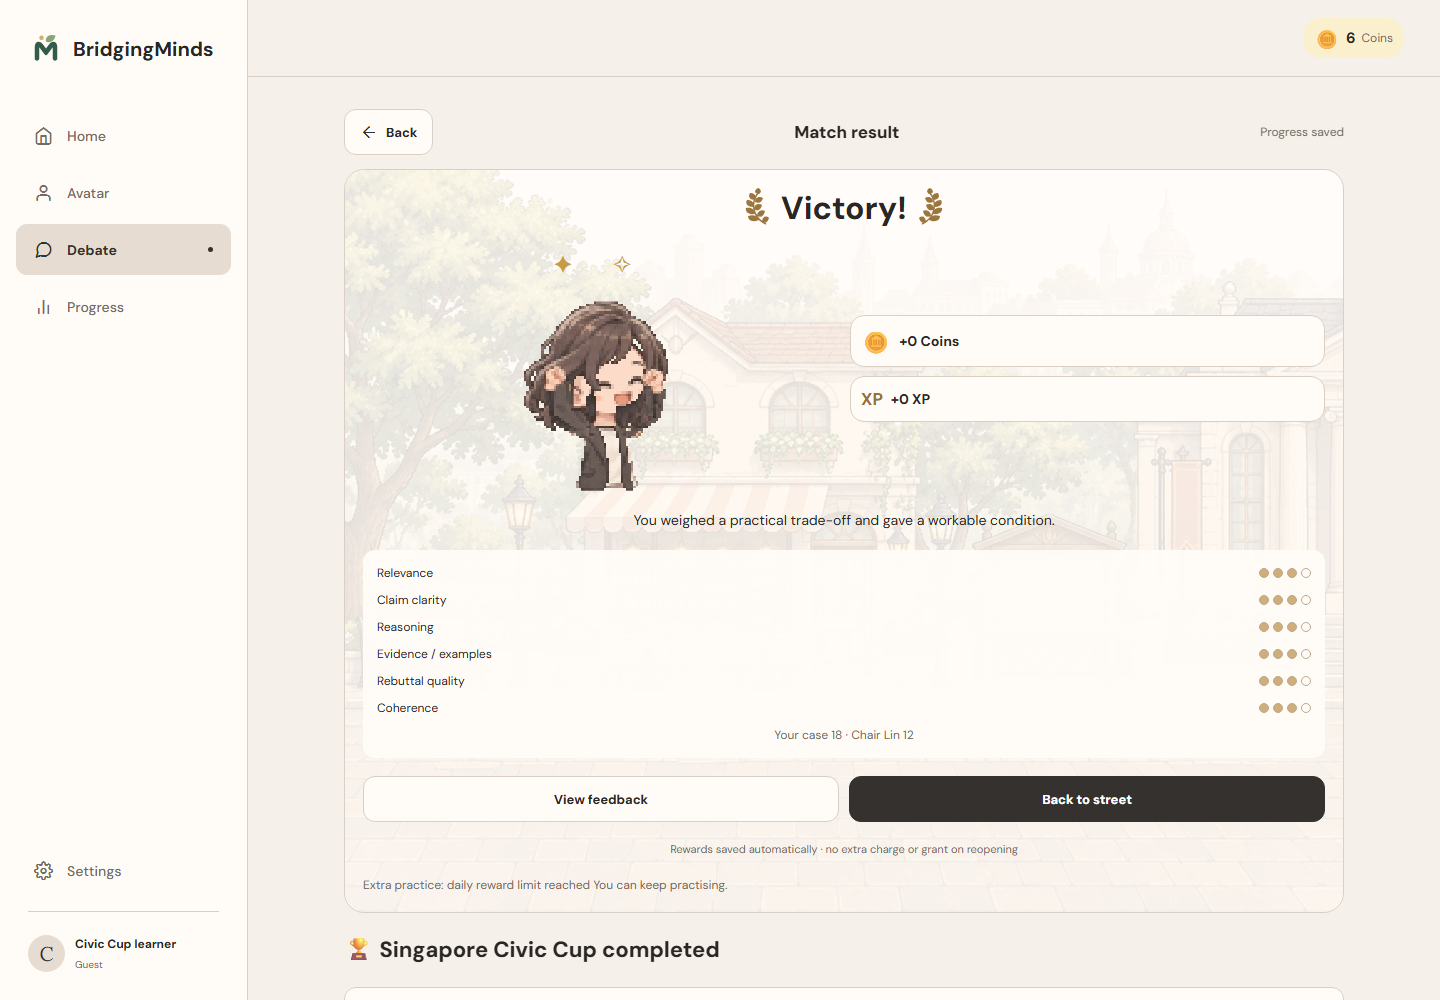 BridgingMinds
6 Coins
Home
Avatar
Debate
Progress
Settings
C
Civic Cup learner
Guest
Back
Match result
Progress saved
Victory!
+0 Coins
XP +0 XP
You weighed a practical trade-off and gave a workable condition.
Relevance
Claim clarity
Reasoning
Evidence / examples
Rebuttal quality
Coherence
Your case 18 · Chair Lin 12
View feedback
Back to street
Rewards saved automatically · no extra charge or grant on reopening
Extra practice: daily reward limit reached You can keep practising.
Singapore Civic Cup completed